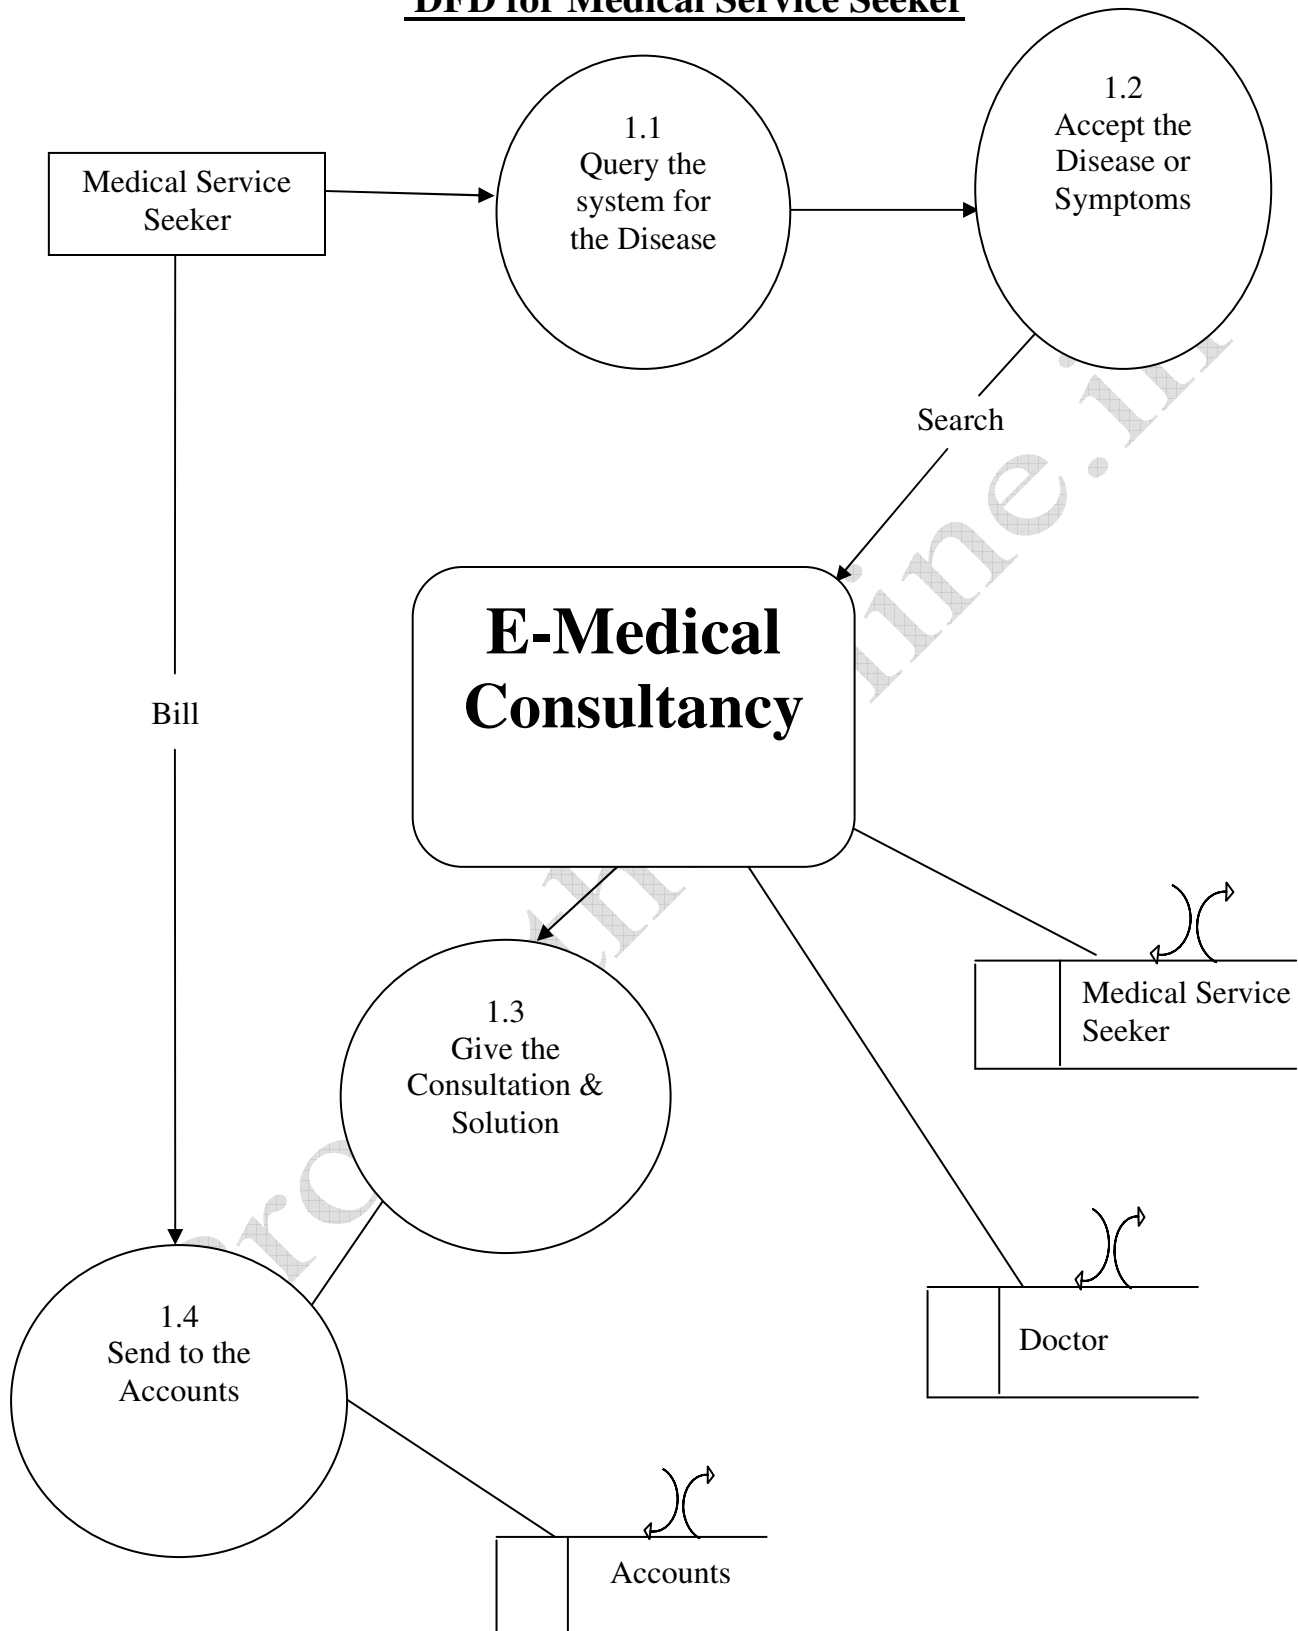 DFD for Medical Service Seeker
1.1
Query the
system for
the Disease
1.2
Accept the
Disease or
Symptoms
Medical Service
Seeker
Search
E-Medical
Consultancy
Bill
1.3
Give the
Consultation &
Solution
Medical Service
Seeker
1.4
Send to the
Accounts
Doctor
Accounts